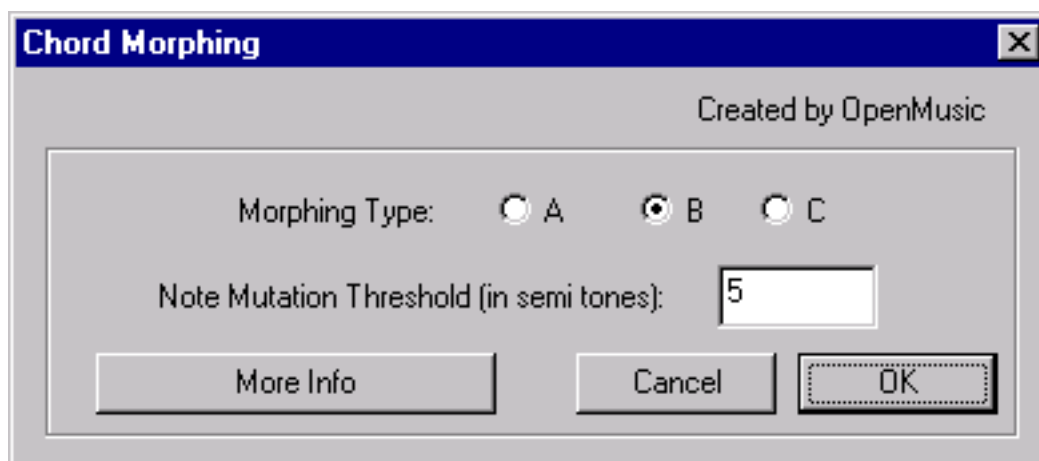 Chord Morphing
Created by OpenMusic
Morphing Type: A B C
Note Mutation Threshold (in semi tones): 5
More Info Cancel OK